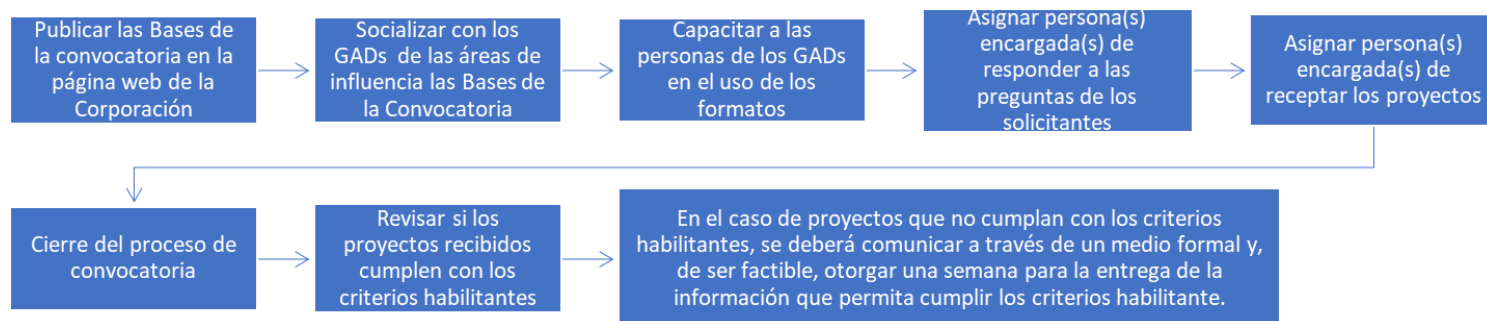 Publicar las Bases de
la convocatoria en la
página web de la
Corporación
Socializar con los
GADs de las áreas de
influencia las Bases de
la Convocatoria
Capacitar a las
personas de los GADs
en el uso de los
formatos
Asignar persona(s)
encargada(s) de
responder a las
preguntas de los
solicitantes
Asignar persona(s)
encargada(s) de
receptar los proyectos
Cierre del proceso de
convocatoria
Revisar si los
proyectos recibidos
cumplen con los
criterios habilitantes
En el caso de proyectos que no cumplan con los criterios
habilitantes, se deberá comunicar a través de un medio formal y,
de ser factible, otorgar una semana para la entrega de la
información que permita cumplir los criterios habilitante.